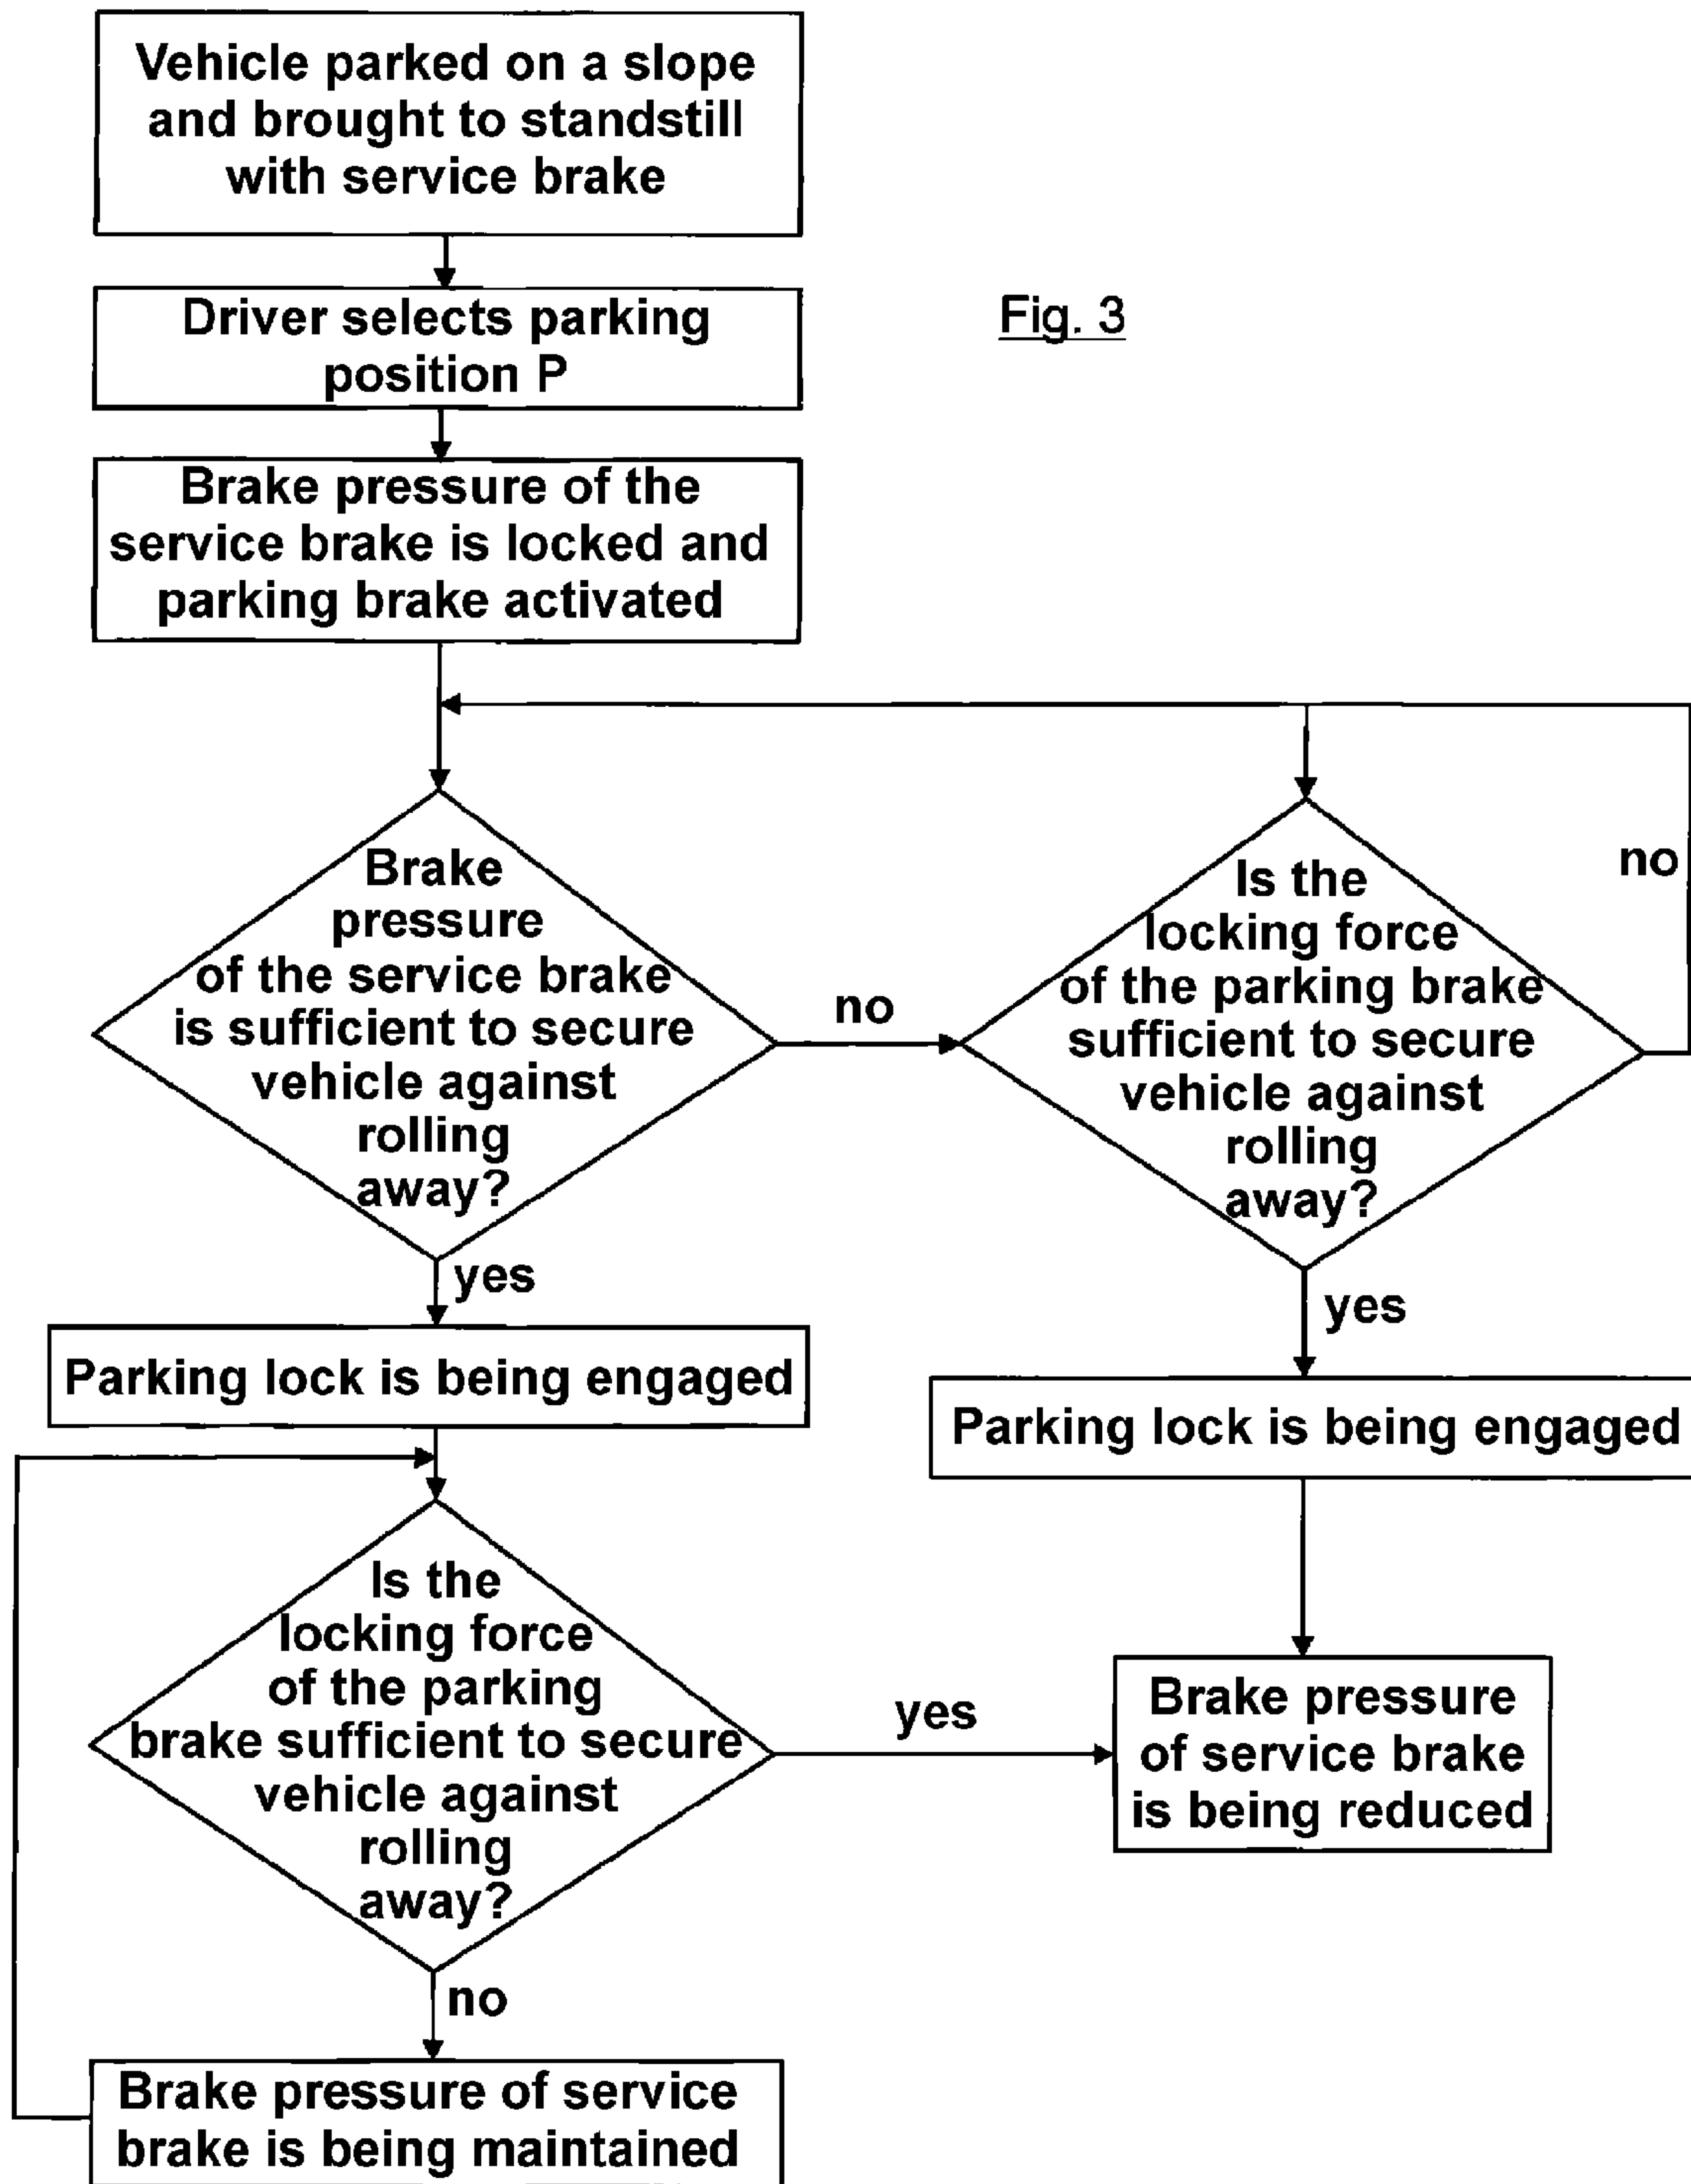 Vehicle parked on a slope
and brought to standstill
with service brake
Driver selects parking
position P
Fig. 3
Brake pressure of the
service brake is locked and
parking brake activated
Brake
pressure
of the service brake
is sufficient to secure
vehicle against
rolling
away?
no
Is the
locking force
of the parking brake
sufficient to secure
vehicle against
rolling
away?
no
yes
Parking lock is being engaged
yes
Parking lock is being engaged
Is the
locking force
of the parking
brake sufficient to secure
vehicle against
rolling
away?
yes
Brake pressure
of service brake
is being reduced
no
Brake pressure of service
brake is being maintained